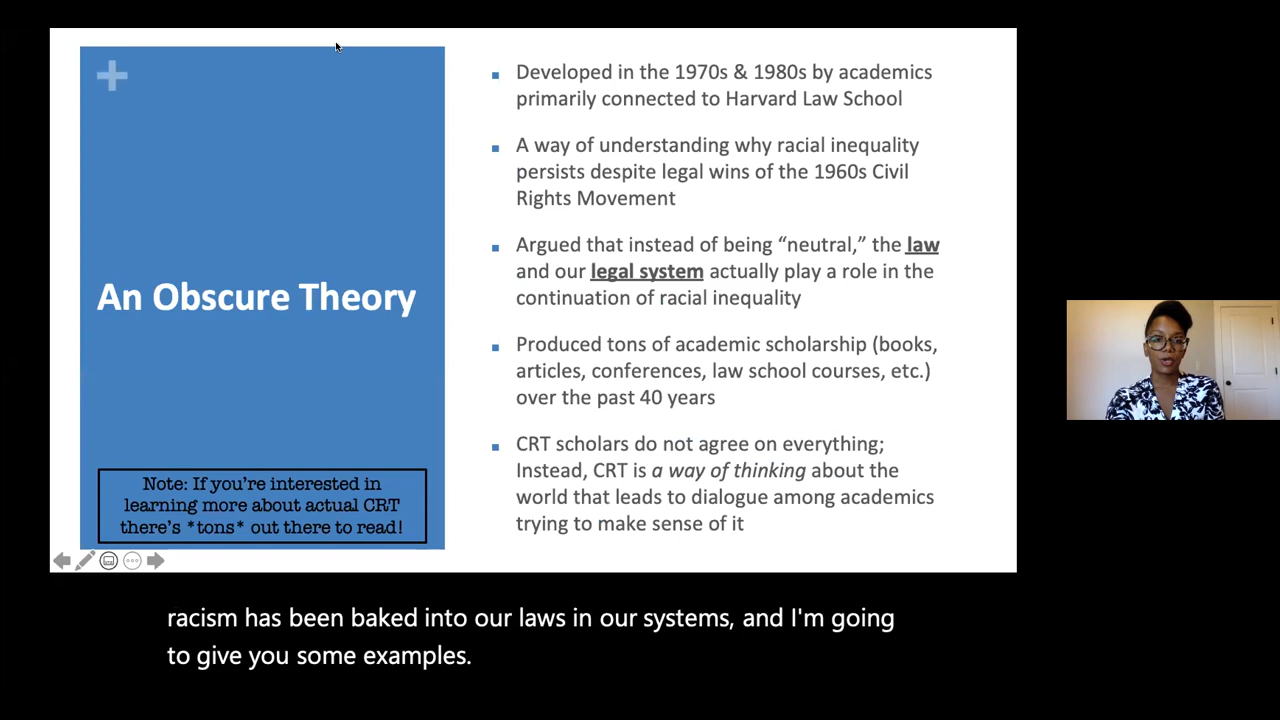 An Obscure Theory
Note: If you're interested in
learning more about actual CRT
there's *tons* out there to read!
Developed in the 1970s & 1980s by academics
primarily connected to Harvard Law School
A way of understanding why racial inequality
persists despite legal wins of the 1960s Civil
Rights Movement
Argued that instead of being “neutral,” the law
and our legal system actually play a role in the
continuation of racial inequality
Produced tons of academic scholarship (books,
articles, conferences, law school courses, etc.)
over the past 40 years
CRT scholars do not agree on everything;
Instead, CRT is a way of thinking about the
world that leads to dialogue among academics
trying to make sense of it
racism has been baked into our laws in our systems, and I'm going
to give you some examples.